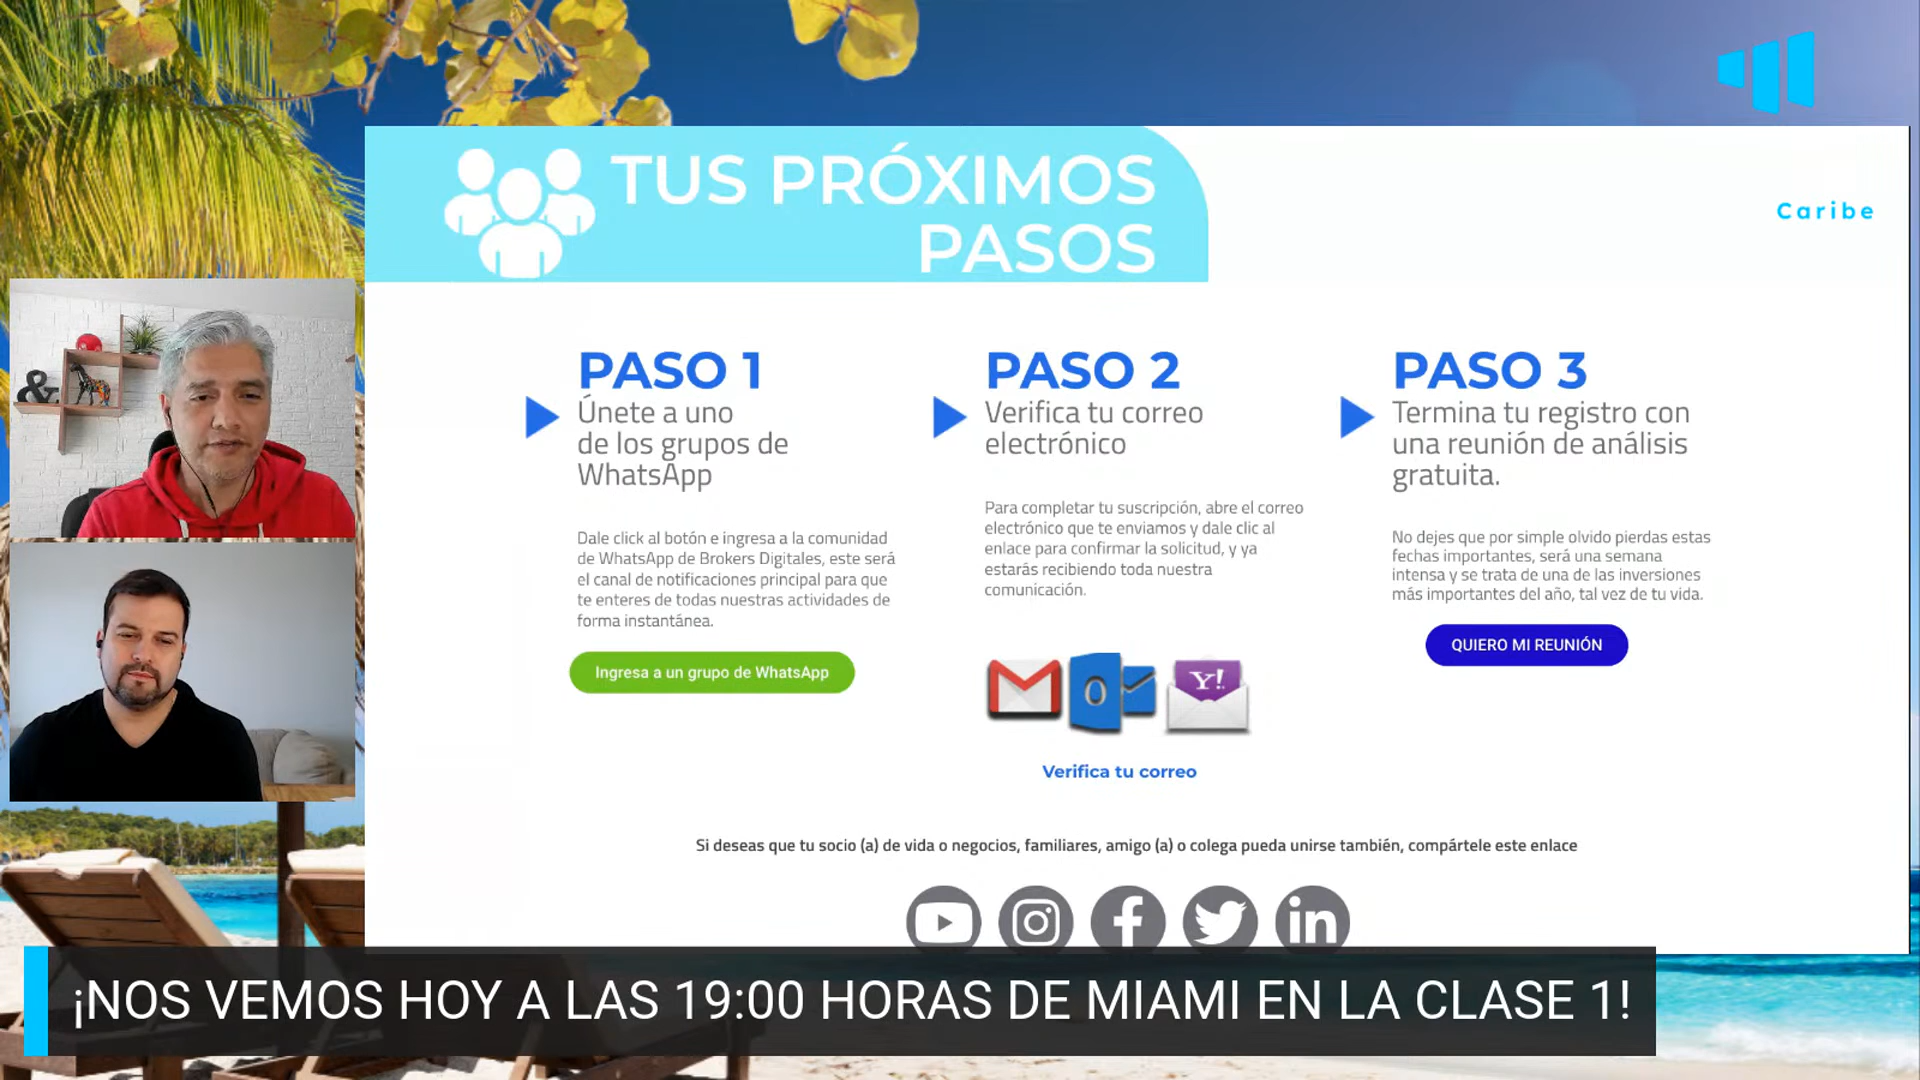 TUS PRÓXIMOS
PASOS
Caribe
PASO 1
Únete a uno
de los grupos de
WhatsApp
Dale click al botón e ingresa a la comunidad
de WhatsApp de Brokers Digitales, este será
el canal de notificaciones principal para que
te enteres de todas nuestras actividades de
forma instantánea.
Ingresa a un grupo de WhatsApp
PASO 2
Verifica tu correo
electrónico
Para completar tu suscripción, abre el correo
electrónico que te enviamos y dale clic al
enlace para confirmar la solicitud, y ya
estarás recibiendo toda nuestra
comunicación.
Verifica tu correo
PASO 3
Termina tu registro con
una reunión de análisis
gratuita.
No dejes que por simple olvido pierdas estas
fechas importantes, será una semana
intensa y se trata de una de las inversiones
más importantes del año, tal vez de tu vida.
QUIERO MI REUNIÓN
Si deseas que tu socio (a) de vida o negocios, familiares, amigo (a) o colega pueda unirse también, compártele este enlace
¡NOS VEMOS HOY A LAS 19:00 HORAS DE MIAMI EN LA CLASE 1!